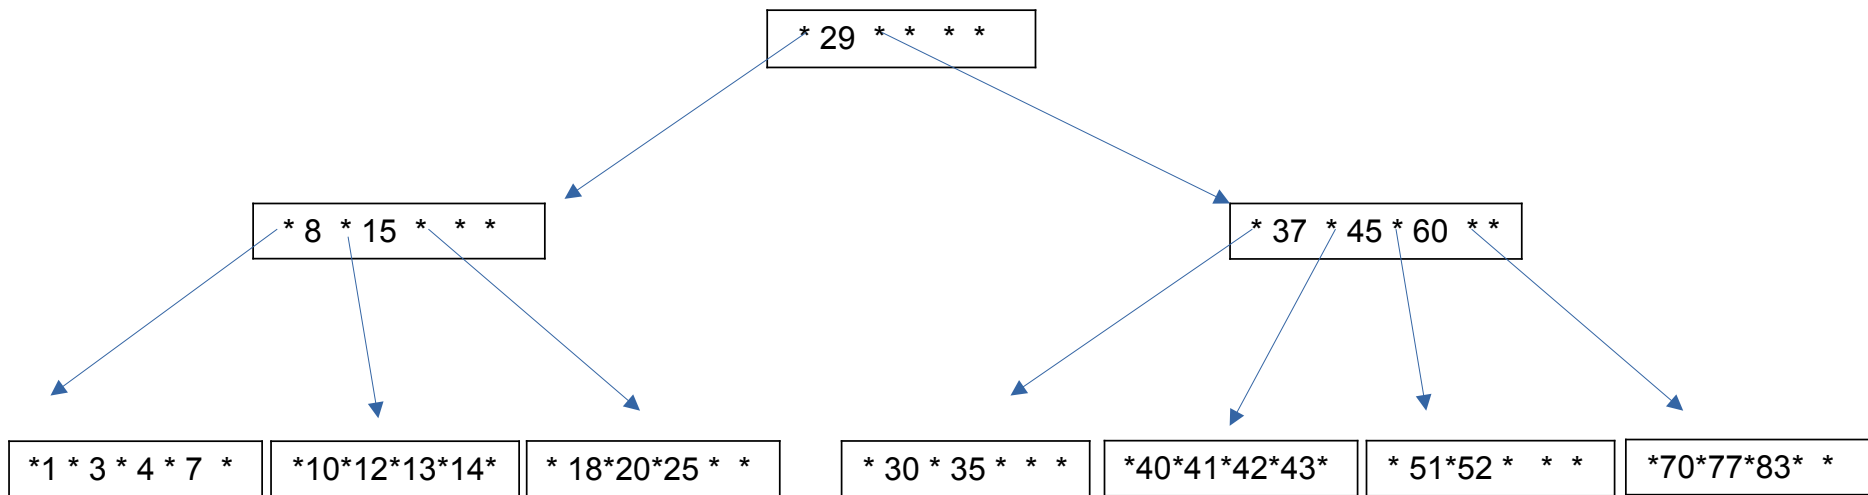 * 29 * * * *
* 8 * 15 * * *
* 37 * 45 * 60 * *
*1 * 3 * 4 * 7 *
*10*12*13*14*
* 18*20*25 * *
* 30 * 35 * * *
*40*41*42*43*
* 51*52 * * *
*70*77*83* *